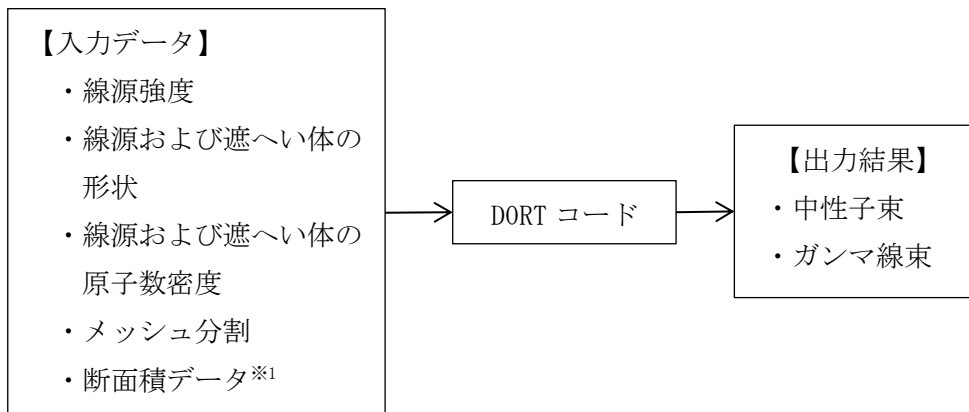 【入力データ】
・線源強度
・線源および遮へい体の
形状
・線源および遮へい体の
原子数密度
・メッシュ分割
・断面積データ※1
DORT コード
【出力結果】
・中性子束
・ガンマ線束